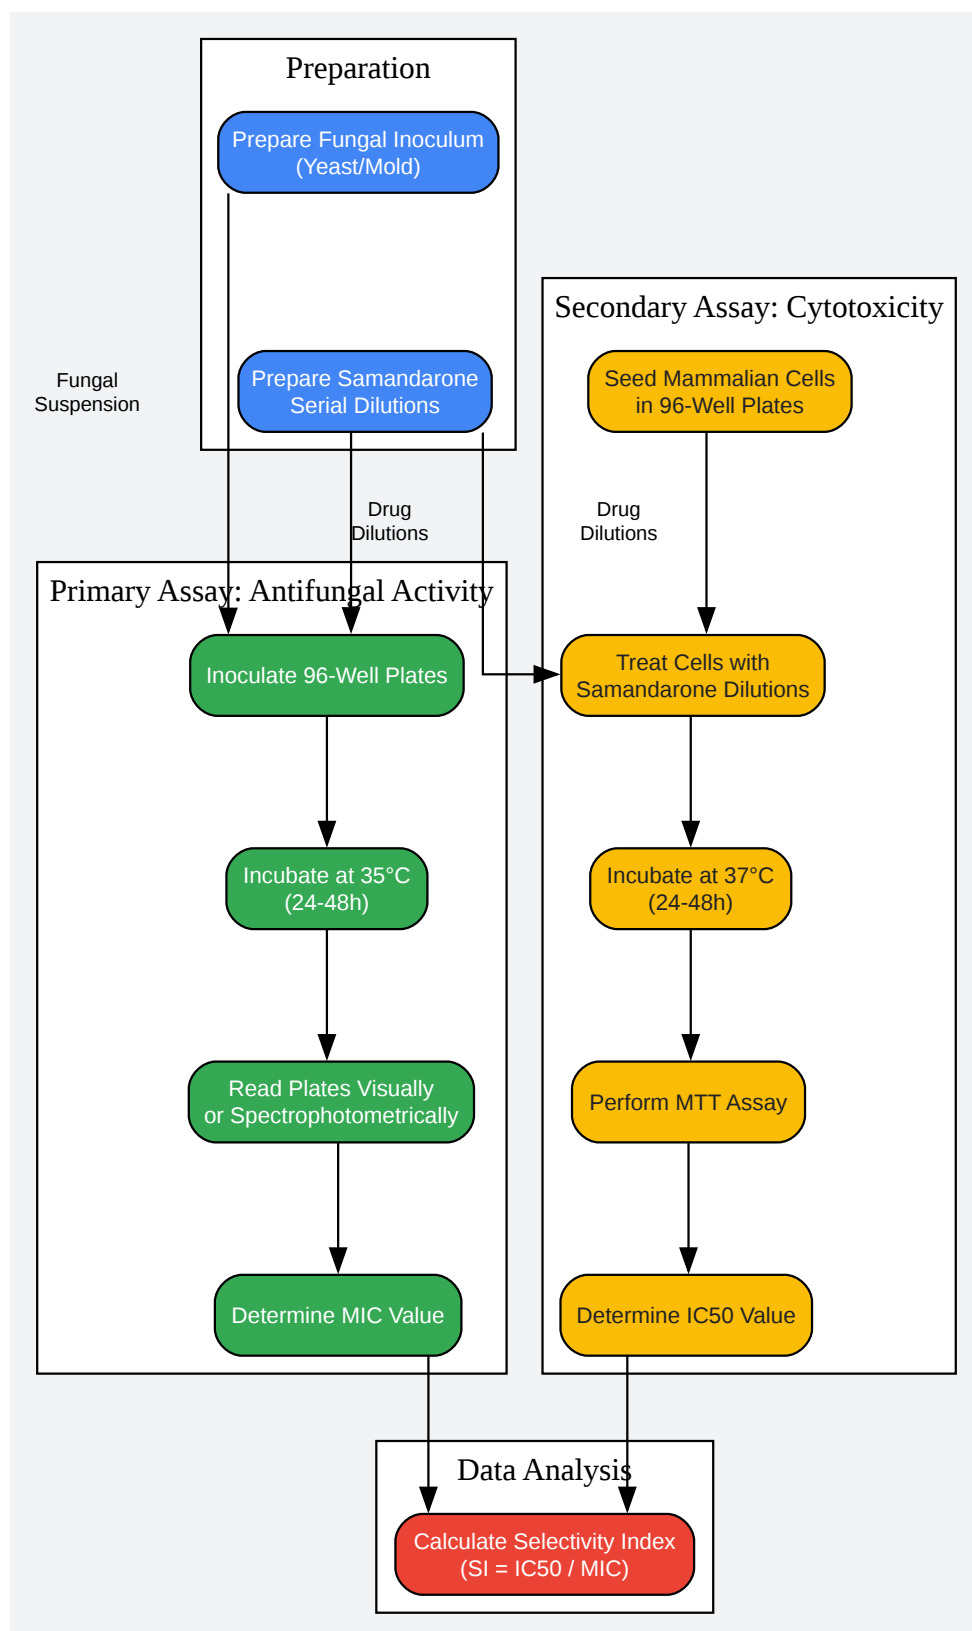 Preparation
Prepare Fungal Inoculum
(Yeast/Mold)
Secondary Assay: Cytotoxicity
Fungal
Suspension
Prepare Samandarone
Serial Dilutions
Seed Mammalian Cells
in 96-Well Plates
Drug
Dilutions
Drug
Dilutions
Primary Assay: Antifungal Activity
Inoculate 96-Well Plates
Treat Cells with
Samandarone Dilutions
Incubate at 35°C
(24-48h)
Incubate at 37°C
(24-48h)
Read Plates Visually
or Spectrophotometrically
Perform MTT Assay
Determine MIC Value
Determine IC50 Value
Data Analysis
Calculate Selectivity Index
(SI = IC50 / MIC)